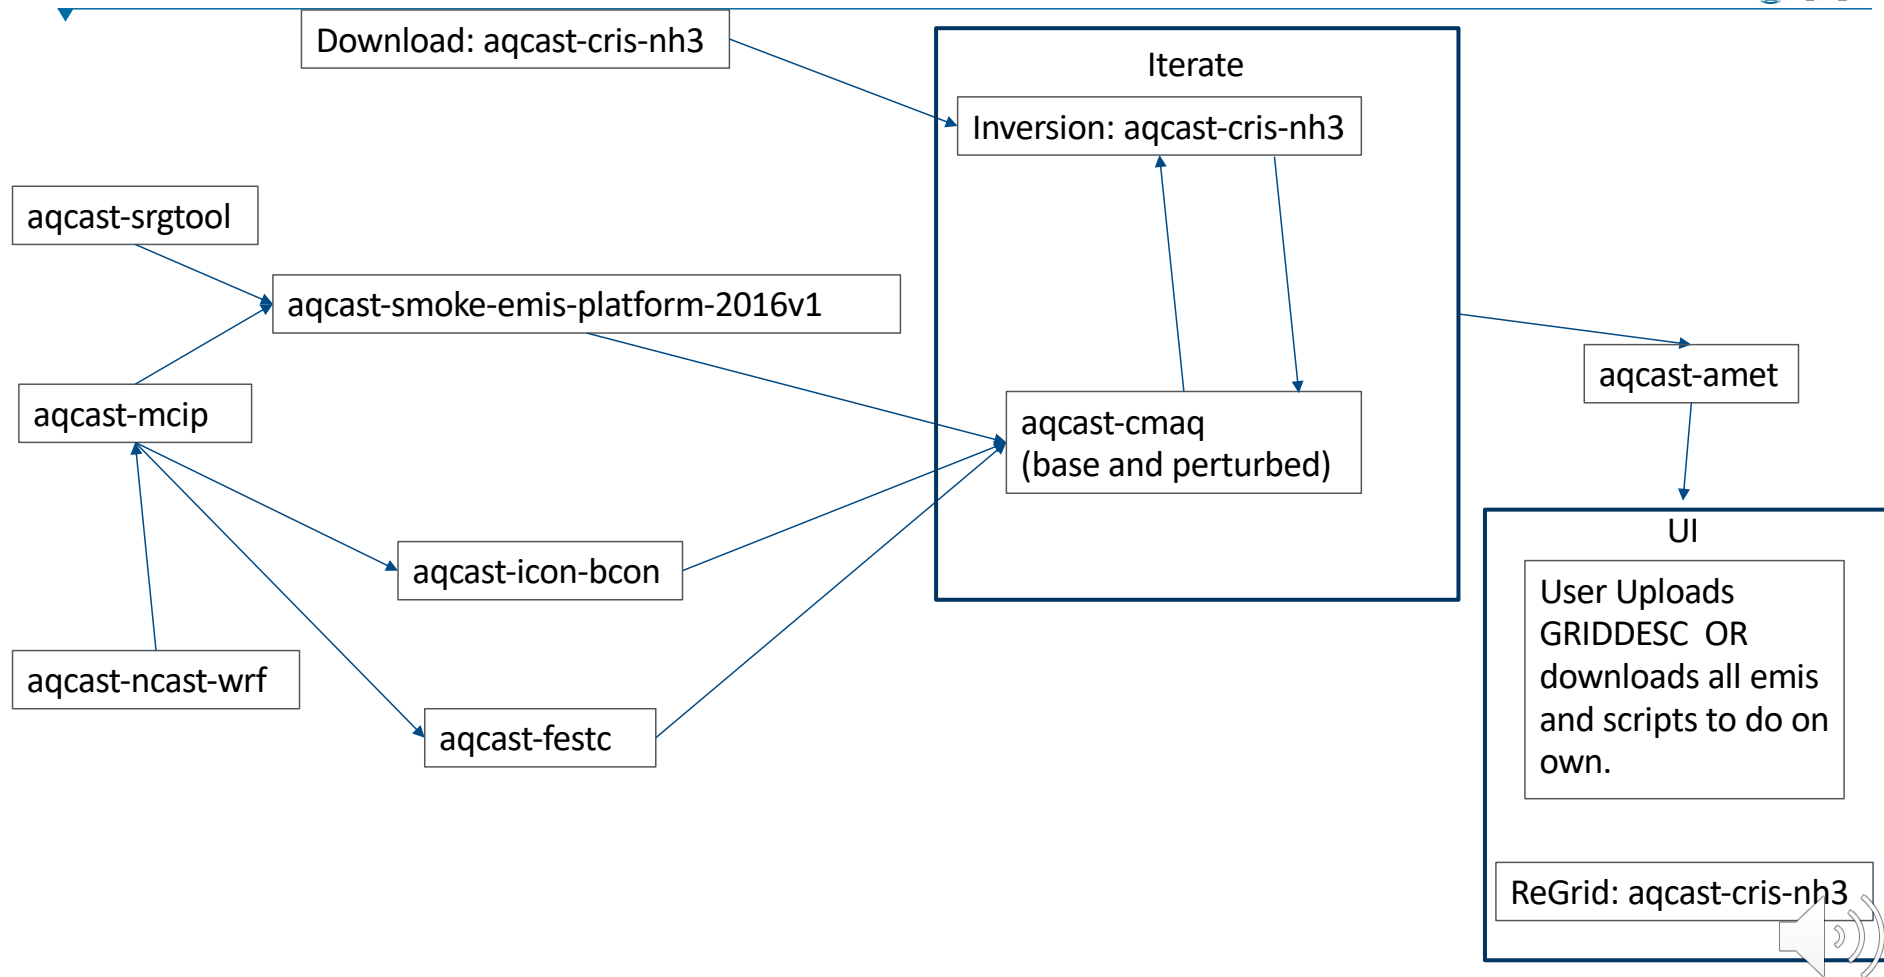 Download: aqcast-cris-nh3
Iterate
Inversion: aqcast-cris-nh3
aqcast-srgtool
aqcast-smoke-emis-platform-2016v1
aqcast-mcip
aqcast-amet
aqcast-cmaq
(base and perturbed)
aqcast-icon-bcon
aqcast-ncast-wrf
aqcast-festc
UI
User Uploads
GRIDDESC OR
downloads all emis
and scripts to do on
own.
ReGrid: aqcast-cris-nh3